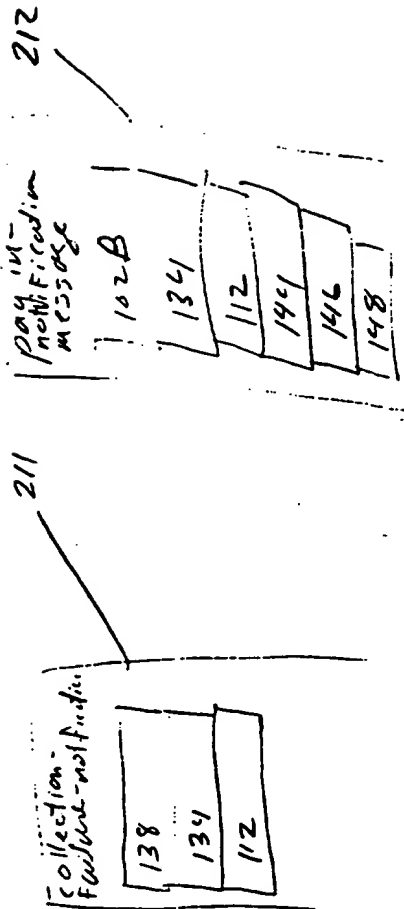 212
pay in-
notification
message
102B
134
112
144
146
148
211
collection-
failure-notification
138
134
112